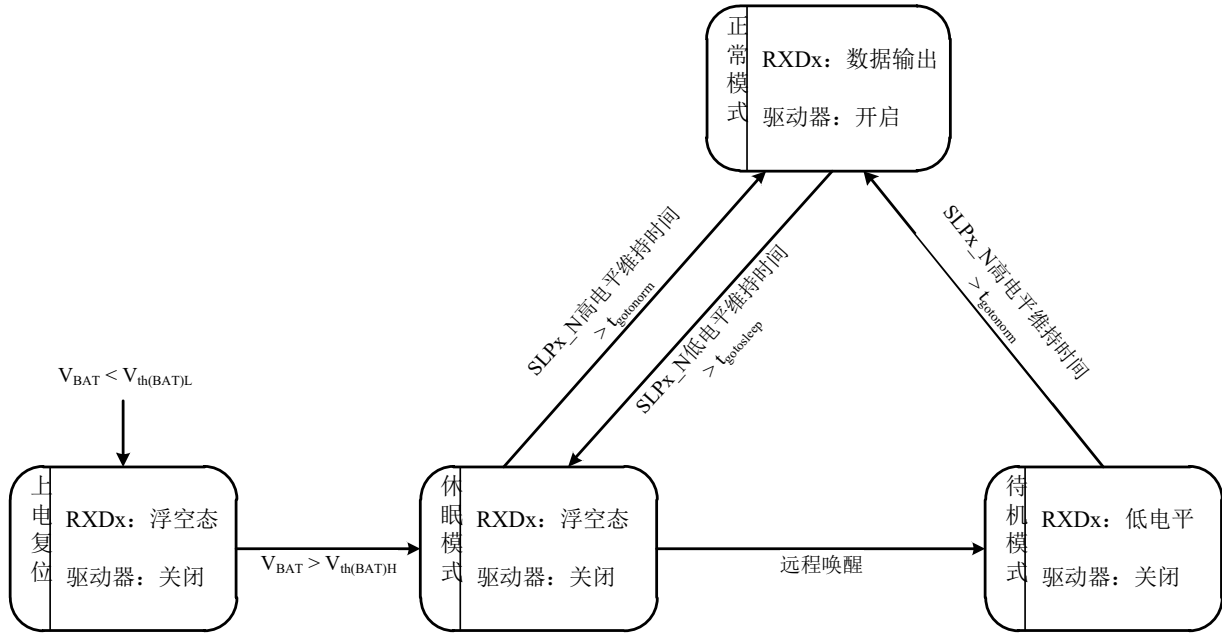 正常模式
RXDx：数据输出
驱动器：开启
SLPx_N高电平维持时间
> tgotonorm
SLPx_N低电平维持时间
> tgotosleep
SLPx_N高电平维持时间
> tgotonorm
VBAT < Vth(BAT)L
上电复位
RXDx：浮空态
驱动器：关闭
VBAT > Vth(BAT)H
休眠模式
RXDx：浮空态
驱动器：关闭
远程唤醒
待机模式
RXDx：低电平
驱动器：关闭